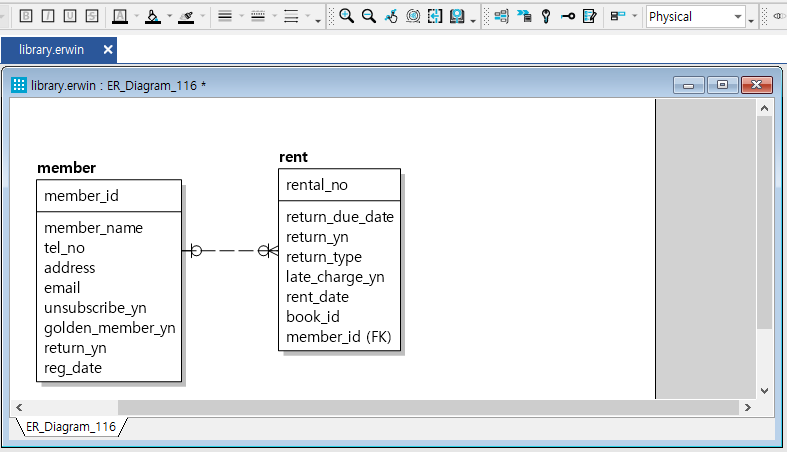 B I U S A A Physical
library.erwin
library.erwin : ER_Diagram_116 *
member
member_id
member_name
tel_no
address
email
unsubscribe_yn
golden_member_yn
return_yn
reg_date
rent
rental_no
return_due_date
return_yn
return_type
late_charge_yn
rent_date
book_id
member_id (FK)
ER_Diagram_116